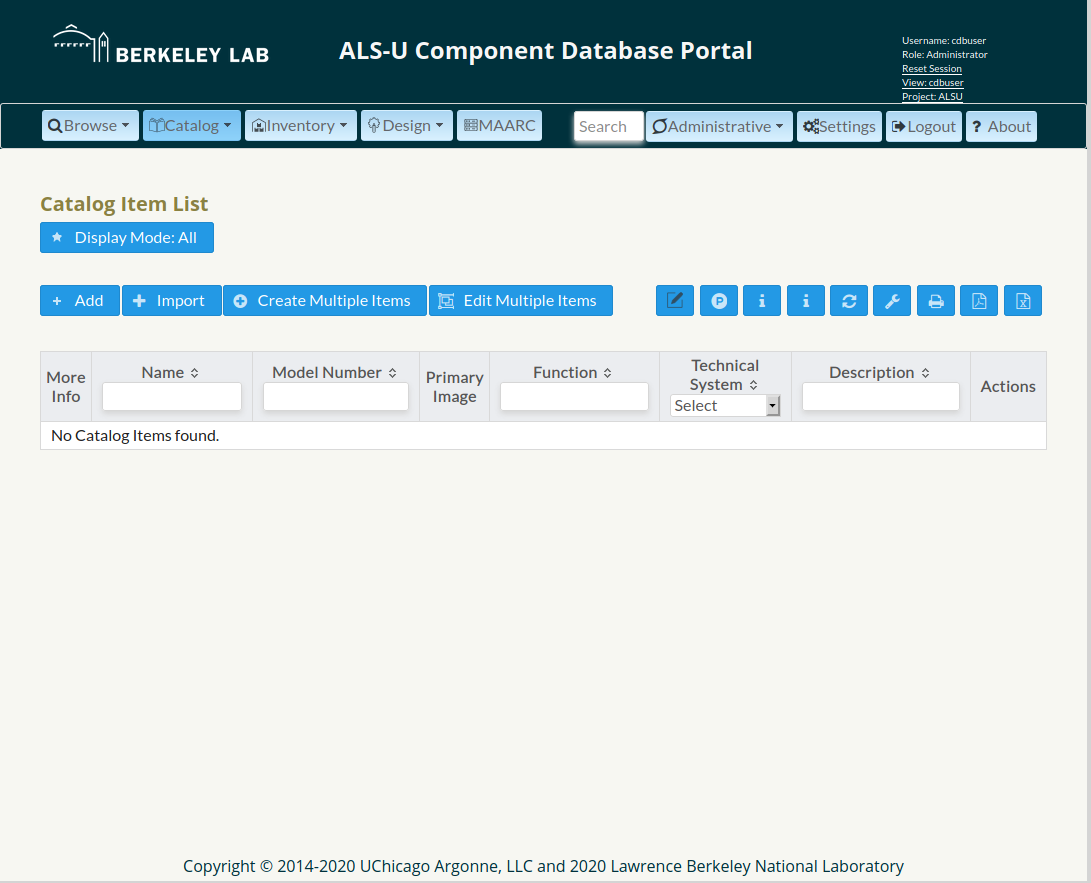 BERKELEY LAB
ALS-U Component Database Portal
Username: cdbuser
Role: Administrator
Reset Session
View: cdbuser
Project: ALSU
Browse Catalog Inventory Design MAARC Search Administrative Settings Logout ? About
Catalog Item List
Display Mode: All
+ Add + Import Create Multiple Items Edit Multiple Items
More Info Name Model Number Primary Image Function Technical System Description Actions
Select
No Catalog Items found.
Copyright © 2014-2020 UChicago Argonne, LLC and 2020 Lawrence Berkeley National Laboratory